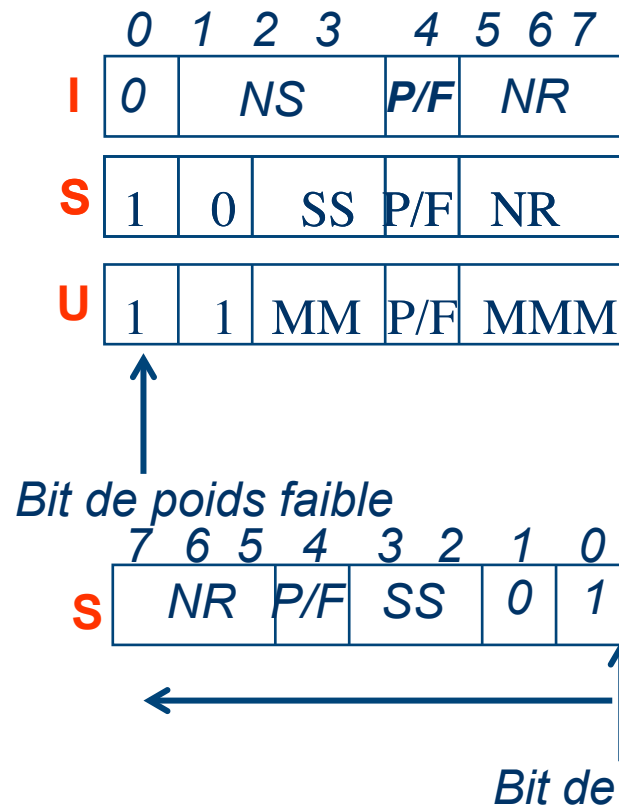 0 1 2 3 4 5 6 7
I 0 NS P/F NR
S 1 0 SS P/F NR
U 1 1 MM P/F MMM
Bit de poids faible
7 6 5 4 3 2 1 0
S NR P/F SS 0 1
Bit de